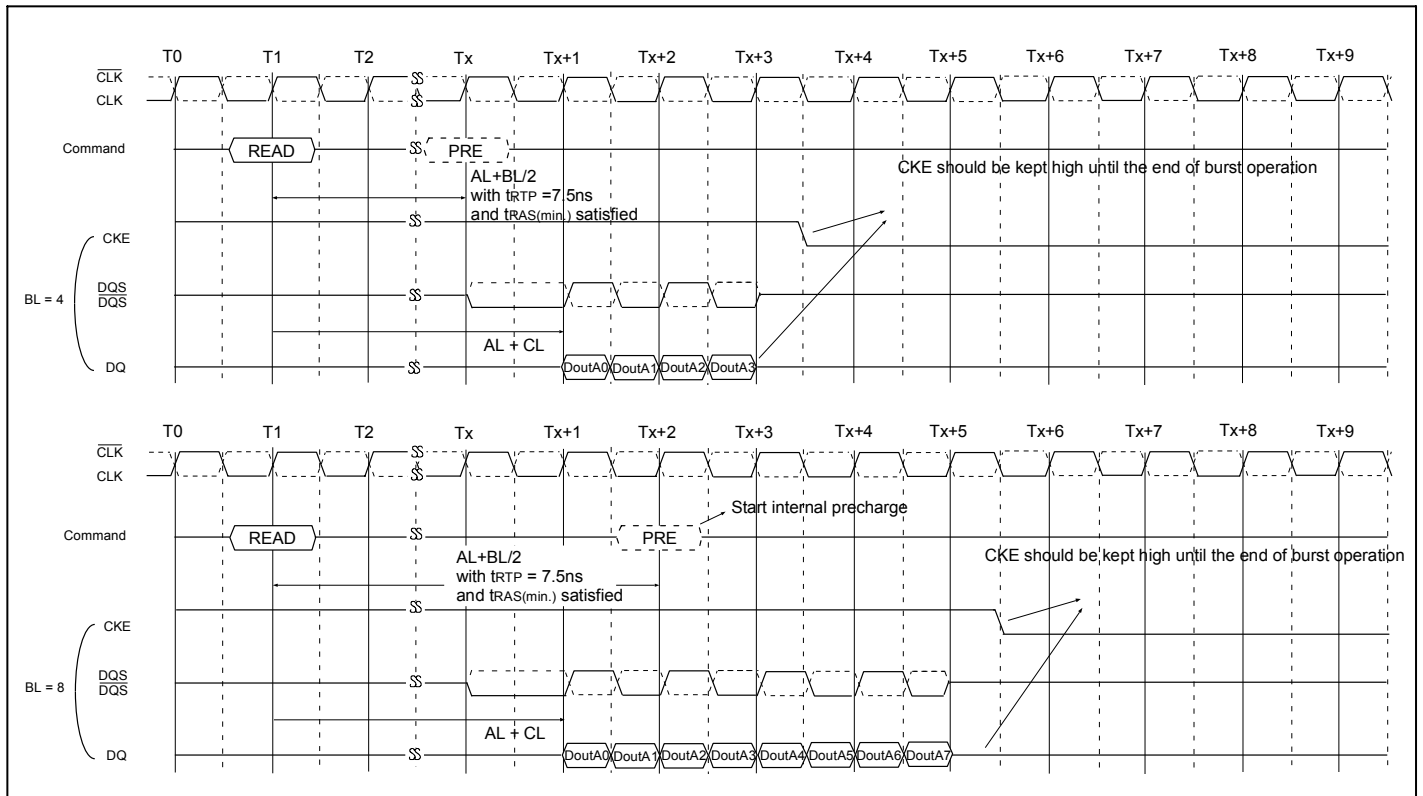 T0 T1 T2 Tx Tx+1 Tx+2 Tx+3 Tx+4 Tx+5 Tx+6 Tx+7 Tx+8 Tx+9
CLK
CLK
Command READ PRE
CKE should be kept high until the end of burst operation
AL+BL/2
with tRTP =7.5ns
and tRAS(min.) satisfied
CKE
BL = 4
DQS
DQS
AL + CL
DQ DoutA0 DoutA1 DoutA2 DoutA3
T0 T1 T2 Tx Tx+1 Tx+2 Tx+3 Tx+4 Tx+5 Tx+6 Tx+7 Tx+8 Tx+9
CLK
CLK
Start internal precharge
Command READ PRE
CKE should be kept high until the end of burst operation
AL+BL/2
with tRTP = 7.5ns
and tRAS(min.) satisfied
CKE
BL = 8
DQS
DQS
AL + CL
DQ DoutA0 DoutA1 DoutA2 DoutA3 DoutA4 DoutA5 DoutA6 DoutA7